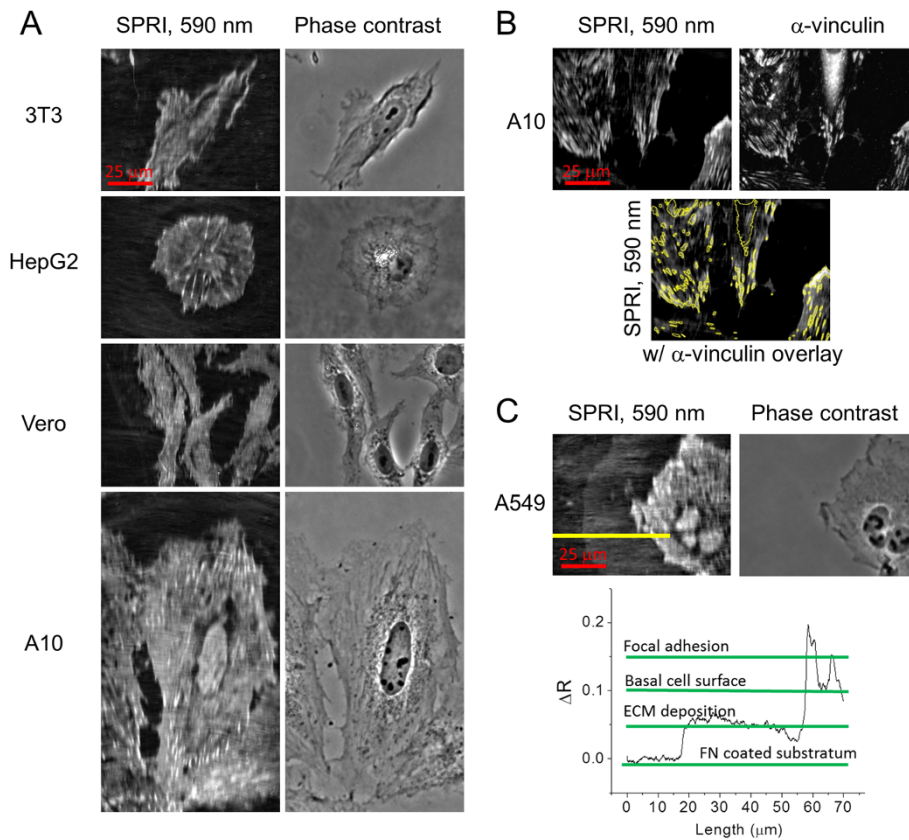 A
SPRI, 590 nm
Phase contrast
3T3
25 μm
HepG2
Vero
A10
B
SPRI, 590 nm
α-vinculin
A10
25 μm
SPRI, 590 nm
w/ α-vinculin overlay
C
SPRI, 590 nm
Phase contrast
A549
25 μm
0.2
0.1
0.0
ΔR
Focal adhesion
Basal cell surface
ECM deposition
FN coated substratum
0 10 20 30 40 50 60 70
Length (μm)